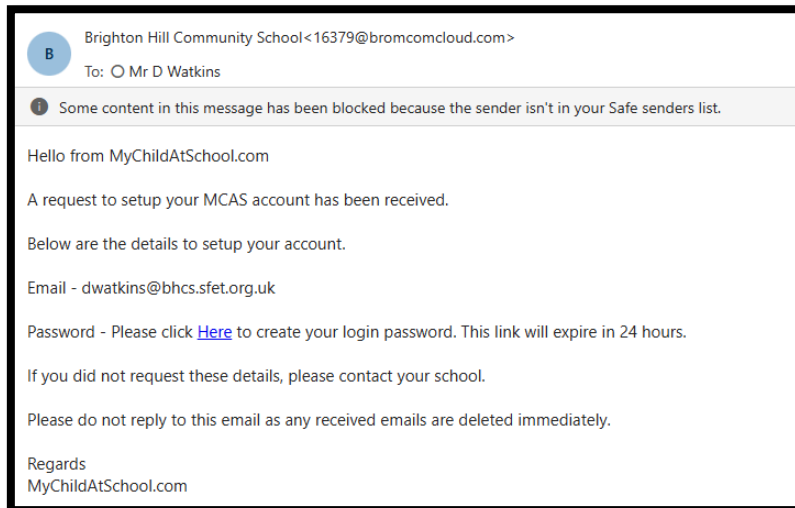 B
Brighton Hill Community School<16379@bromcomcloud.com>
To: Mr D Watkins
Some content in this message has been blocked because the sender isn't in your Safe senders list.
Hello from MyChildAtSchool.com
A request to setup your MCAS account has been received.
Below are the details to setup your account.
Email - dwatkins@bhcs.sfet.org.uk
Password - Please click Here to create your login password. This link will expire in 24 hours.
If you did not request these details, please contact your school.
Please do not reply to this email as any received emails are deleted immediately.
Regards
MyChildAtSchool.com